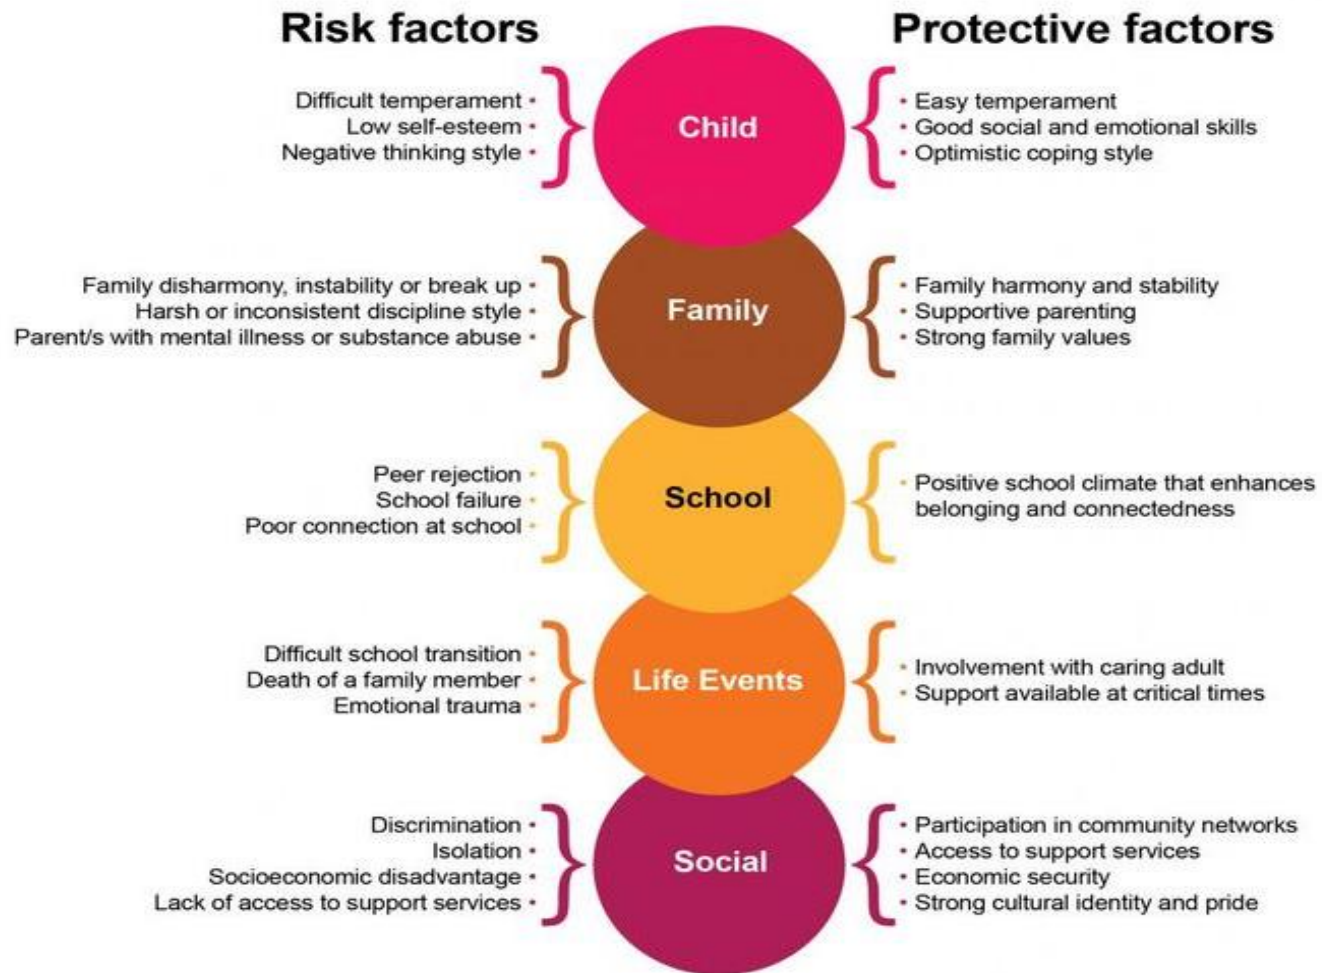 Risk factors
Protective factors
Difficult temperament •
Low self-esteem •
Negative thinking style •
Child
• Easy temperament
• Good social and emotional skills
• Optimistic coping style
Family disharmony, instability or break up •
Harsh or inconsistent discipline style •
Parent/s with mental illness or substance abuse •
Family
• Family harmony and stability
• Supportive parenting
• Strong family values
Peer rejection •
School failure •
Poor connection at school •
School
• Positive school climate that enhances
belonging and connectedness
Difficult school transition •
Death of a family member •
Emotional trauma •
Life Events
• Involvement with caring adult
• Support available at critical times
Discrimination •
Isolation •
Socioeconomic disadvantage •
Lack of access to support services •
Social
• Participation in community networks
• Access to support services
• Economic security
• Strong cultural identity and pride